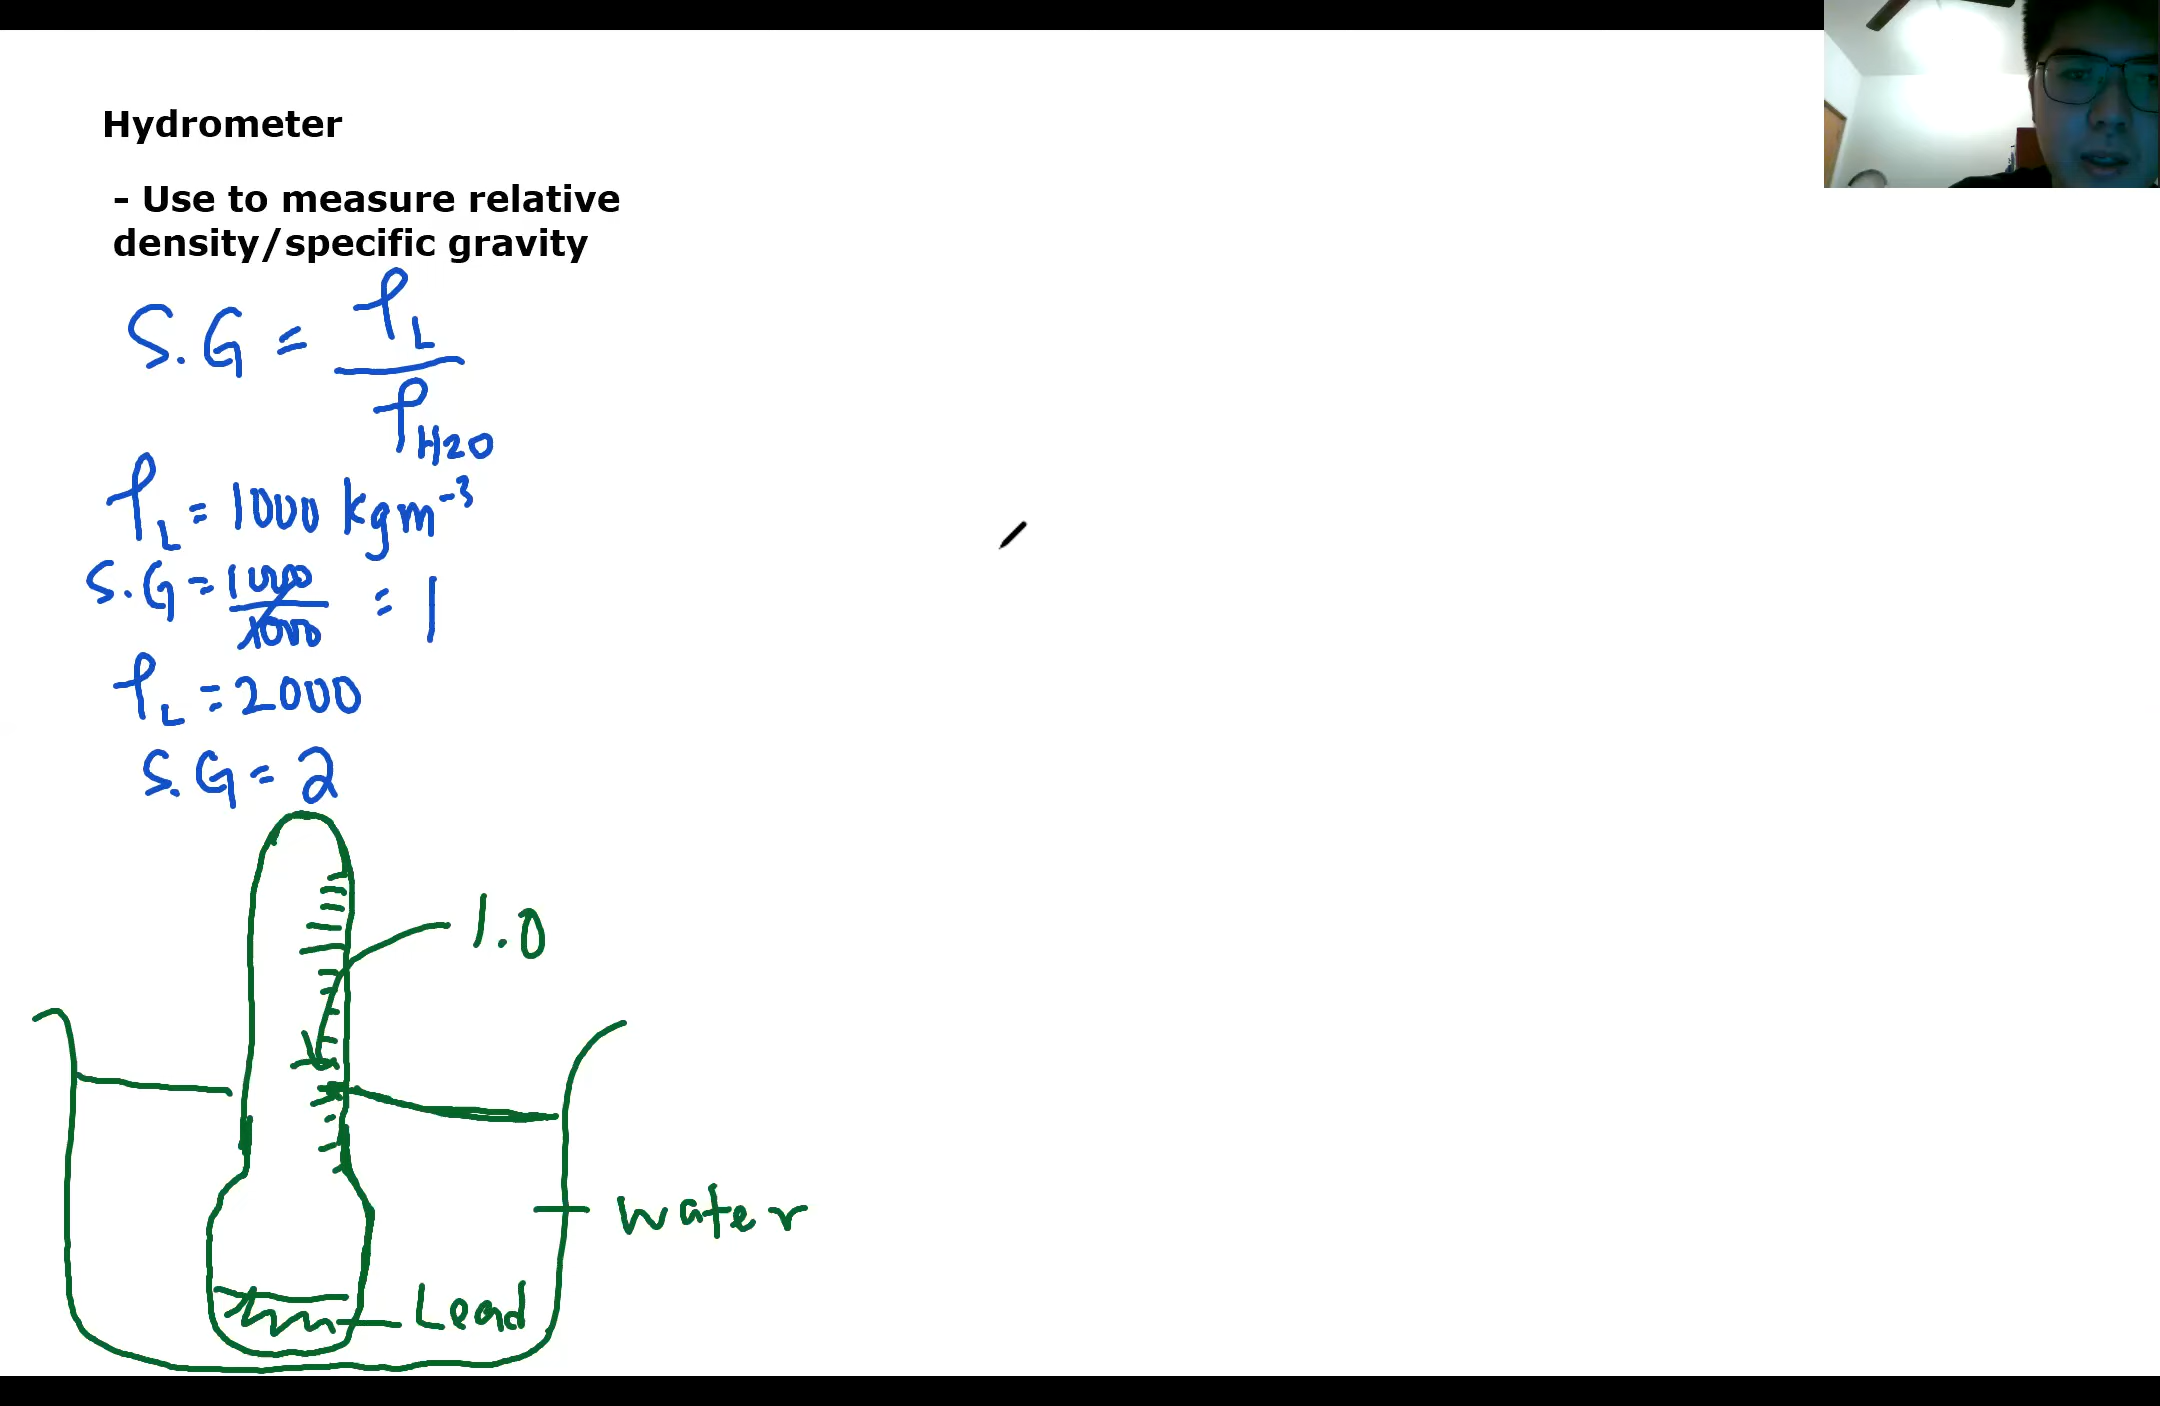 Hydrometer
- Use to measure relative
density/specific gravity
S.G = ρL
ρH2O
ρL = 1000 kgm⁻³
S.G = 1000
1000 = 1
ρL = 2000
S.G = 2
1.0
water
Lead